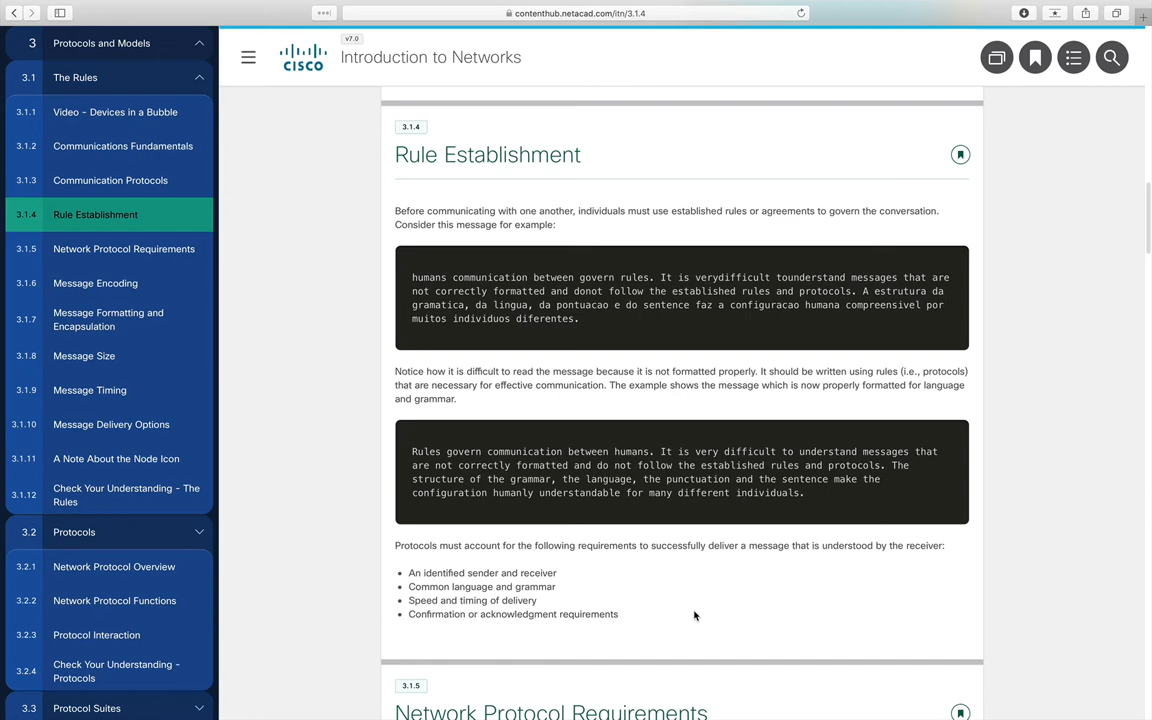 contenthub.netacad.com/itn/3.1.4
3 Protocols and Models
3.1 The Rules
3.1.1 Video - Devices in a Bubble
3.1.2 Communications Fundamentals
3.1.3 Communication Protocols
3.1.4 Rule Establishment
3.1.5 Network Protocol Requirements
3.1.6 Message Encoding
3.1.7 Message Formatting and
Encapsulation
3.1.8 Message Size
3.1.9 Message Timing
3.1.10 Message Delivery Options
3.1.11 A Note About the Node Icon
3.1.12 Check Your Understanding - The
Rules
3.2 Protocols
3.2.1 Network Protocol Overview
3.2.2 Network Protocol Functions
3.2.3 Protocol Interaction
3.2.4 Check Your Understanding -
Protocols
3.3 Protocol Suites
CISCO
v7.0
Introduction to Networks
3.1.4
Rule Establishment
Before communicating with one another, individuals must use established rules or agreements to govern the conversation.
Consider this message for example:
humans communication between govern rules. It is verydifficult tounderstand messages that are
not correctly formatted and donot follow the established rules and protocols. A estrutura da
gramatica, da lingua, da pontuacao e do sentence faz a configuracao humana compreensivel por
muitos individuos diferentes.
Notice how it is difficult to read the message because it is not formatted properly. It should be written using rules (i.e., protocols)
that are necessary for effective communication. The example shows the message which is now properly formatted for language
and grammar.
Rules govern communication between humans. It is very difficult to understand messages that
are not correctly formatted and do not follow the established rules and protocols. The
structure of the grammar, the language, the punctuation and the sentence make the
configuration humanly understandable for many different individuals.
Protocols must account for the following requirements to successfully deliver a message that is understood by the receiver:
• An identified sender and receiver
• Common language and grammar
• Speed and timing of delivery
• Confirmation or acknowledgment requirements
3.1.5
Network Protocol Requirements